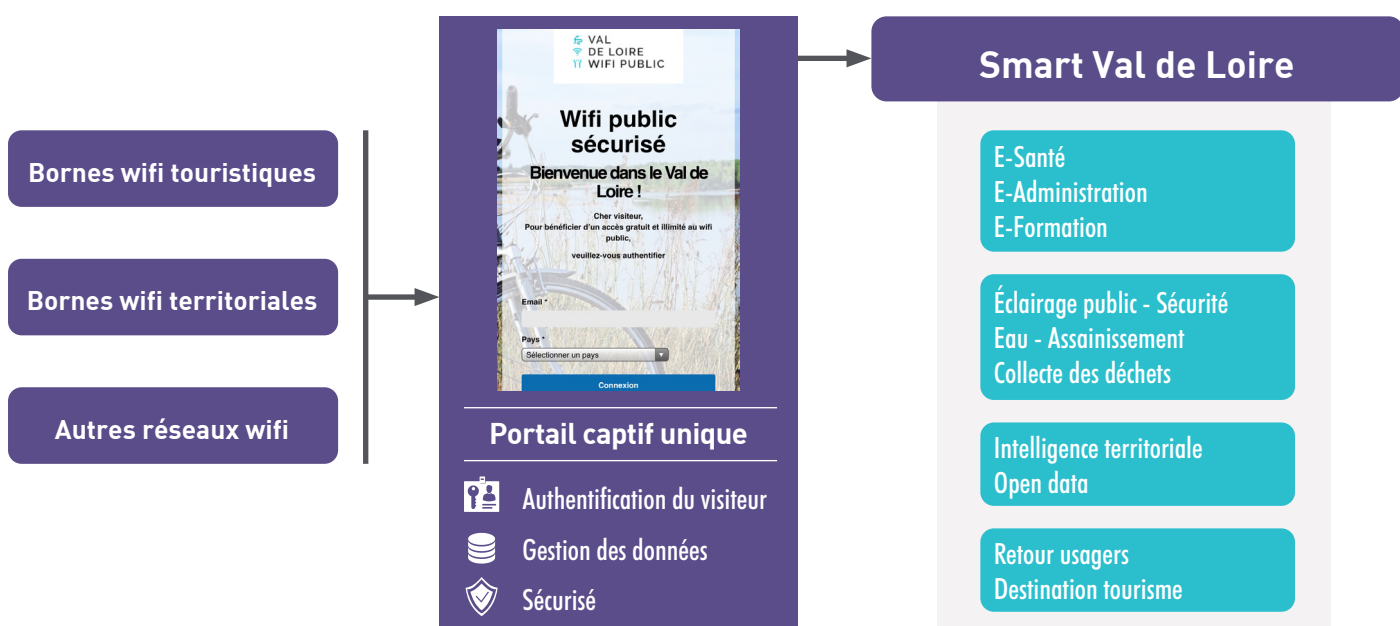 Bornes wifi touristiques
Bornes wifi territoriales
Autres réseaux wifi
VAL
DE LOIRE
WIFI PUBLIC
Wifi public
sécurisé
Bienvenue dans le Val de
Loire !
Cher visiteur,
Pour bénéficier d'un accès gratuit et illimité au wifi
public,
veuillez-vous authentifier
Email *
Pays *
Sélectionner un pays
Connexion
Portail captif unique
Authentification du visiteur
Gestion des données
Sécurisé
Smart Val de Loire
E-Santé
E-Administration
E-Formation
Éclairage public - Sécurité
Eau - Assainissement
Collecte des déchets
Intelligence territoriale
Open data
Retour usagers
Destination tourisme